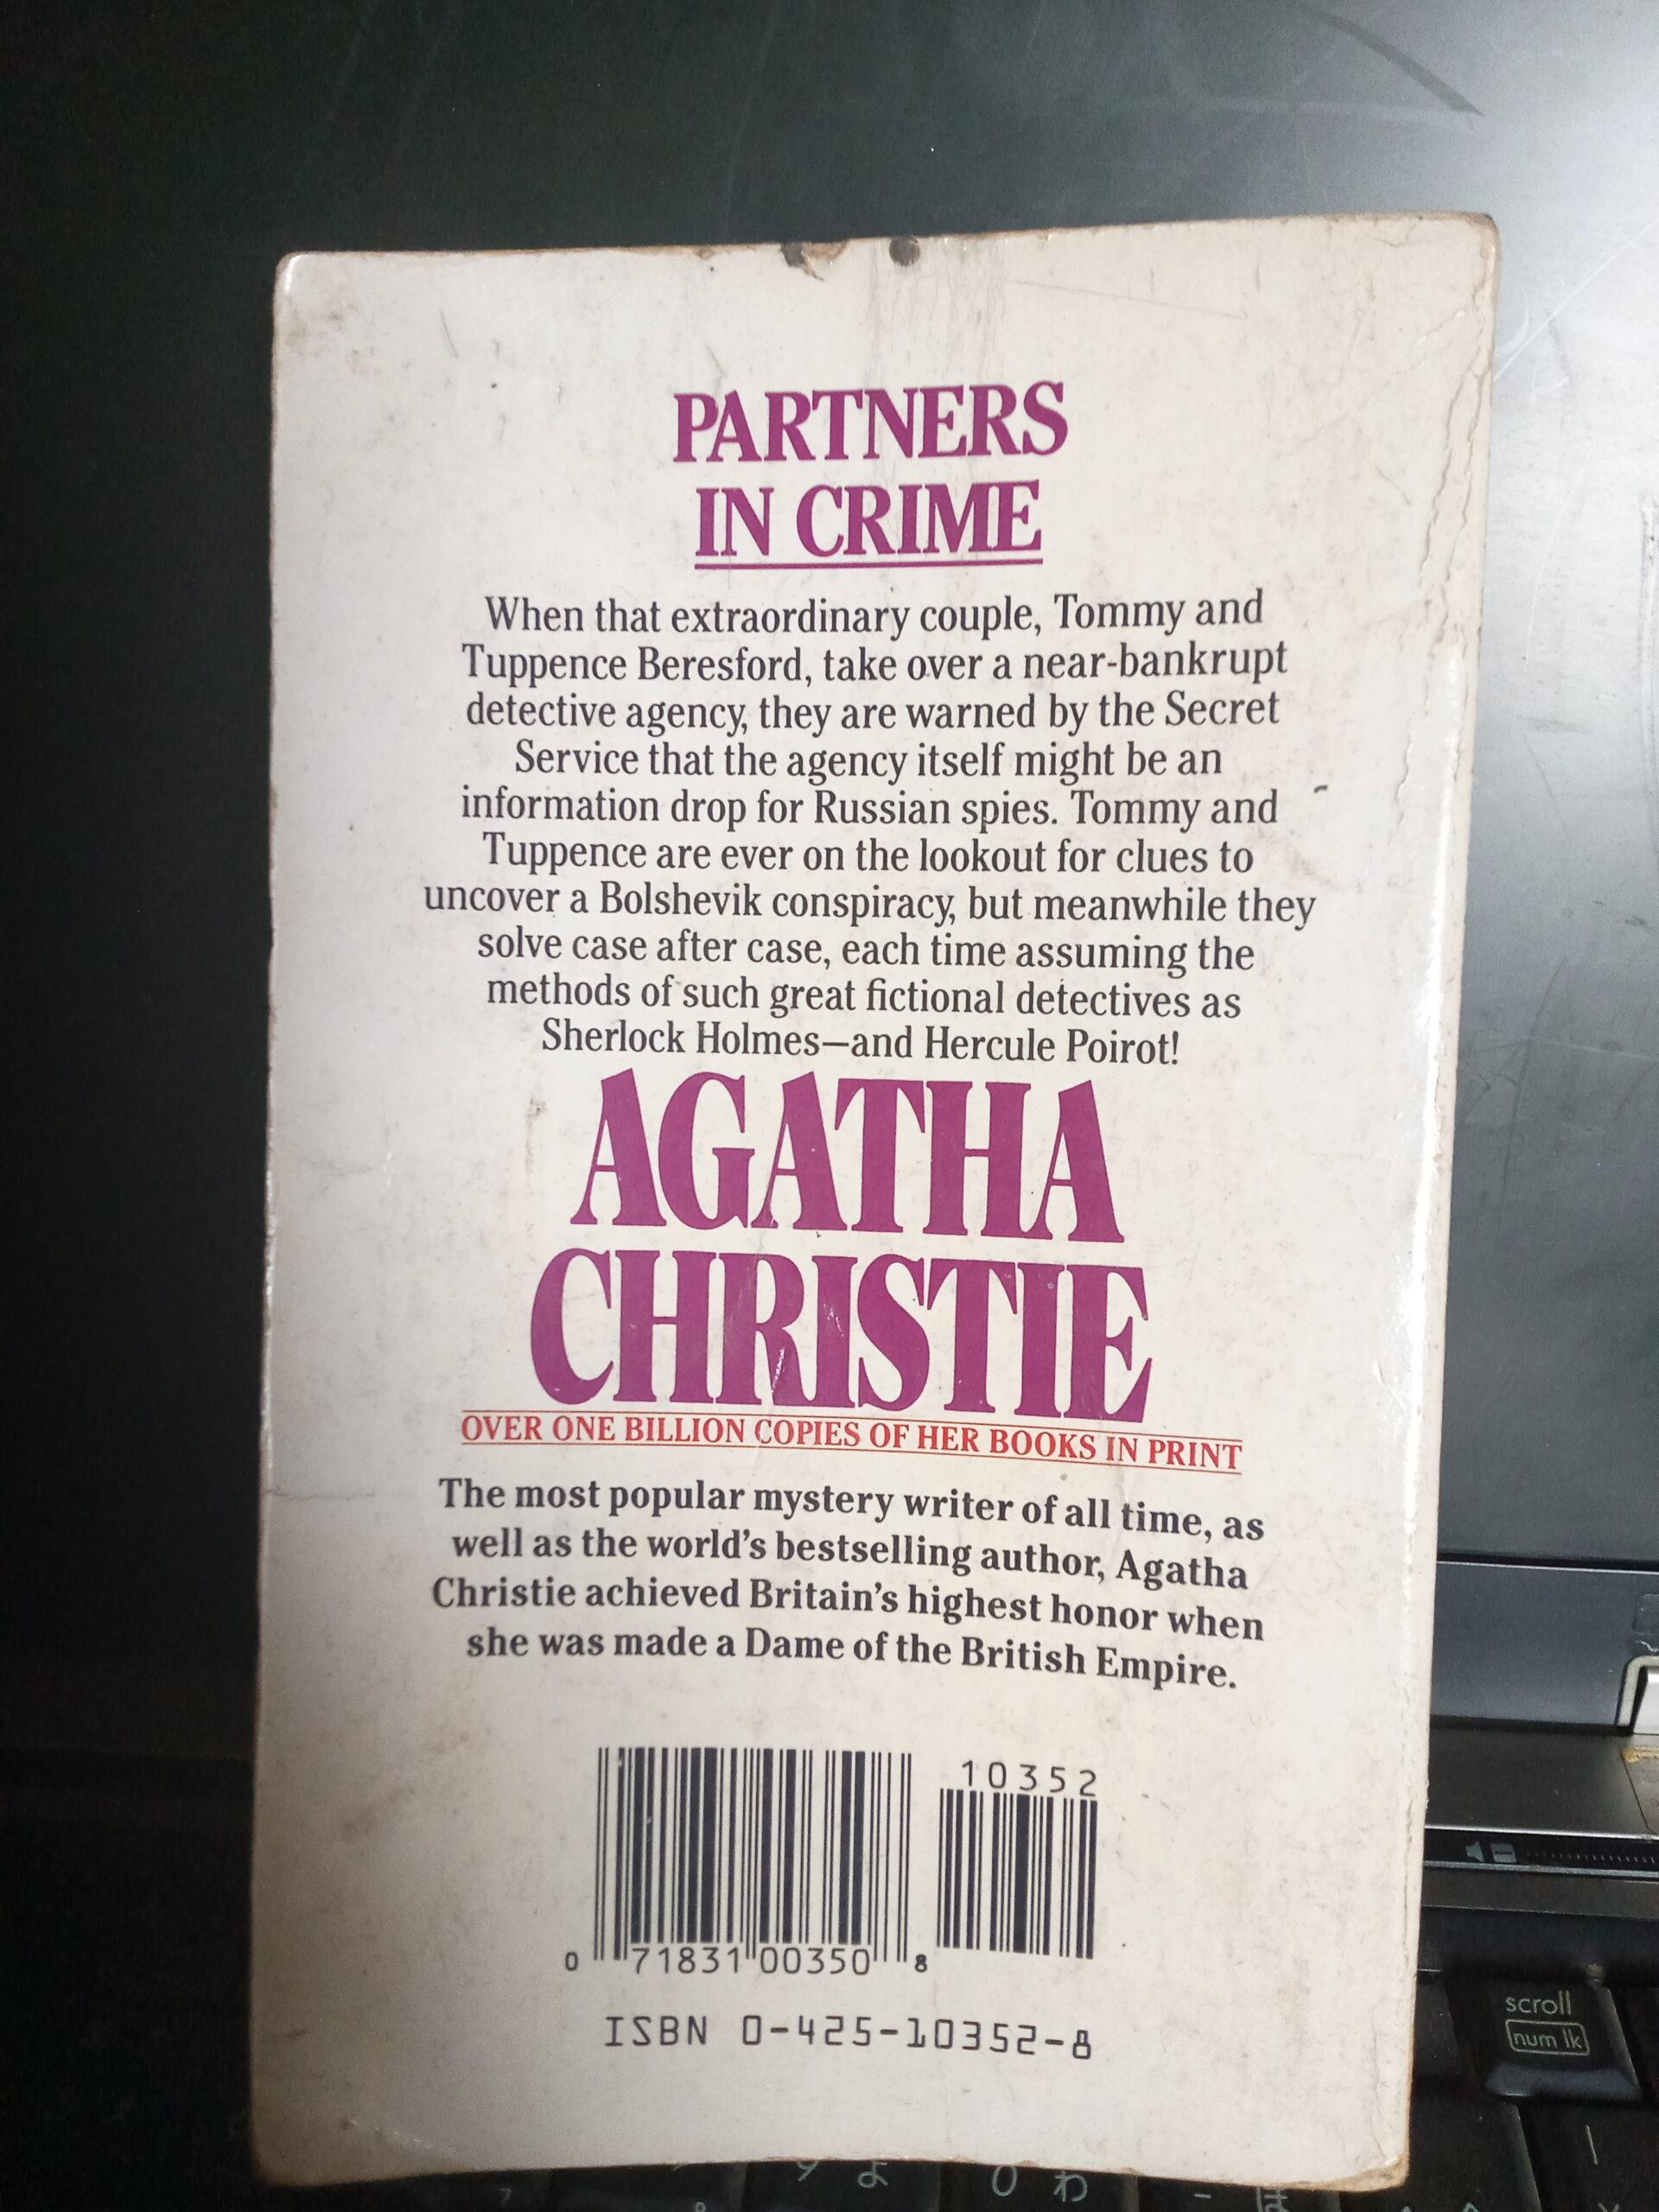 PARTNERS
IN CRIME
When that extraordinary couple, Tommy and
Tuppence Beresford, take over a near-bankrupt
detective agency, they are warned by the Secret
Service that the agency itself might be an
information drop for Russian spies. Tommy and
Tuppence are ever on the lookout for clues to
uncover a Bolshevik conspiracy, but meanwhile they
solve case after case, each time assuming the
methods of such great fictional detectives as
Sherlock Holmes—and Hercule Poirot!
AGATHA
CHRISTIE
OVER ONE BILLION COPIES OF HER BOOKS IN PRINT
The most popular mystery writer of all time, as
well as the world's bestselling author, Agatha
Christie achieved Britain's highest honor when
she was made a Dame of the British Empire.
10352
0 71831 00350 8
ISBN 0-425-10352-8
scroll
num lk
よ 0 わ